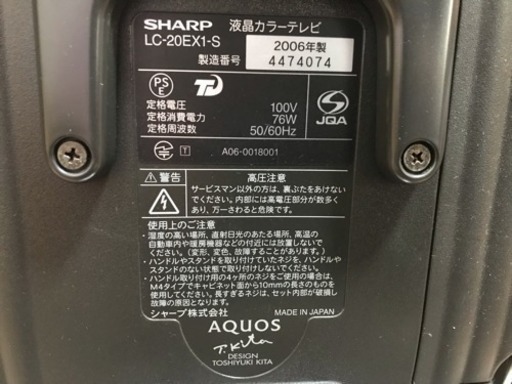 SHARP 液晶カラーテレビ
LC-20EX1-S 2006年製
製造番号 4474074
PS
E
定格電圧 100V
定格消費電力 76W
定格周波数 50/60Hz
JQA
T A06-0018001
警告 高圧注意
サービスマン以外の方は、裏ぶたをあけない
でください。内部には高電圧部分が数多く
あり、万一さわると危険です。
使用上のご注意
・湿度の高い場所、直射日光のあたる場所、高温の
自動車内や暖房機などの付近には放置しないで
ください。(変形、変色、故障することがあります。)
・ハンドルやスタンドを取り付けていたネジを、ハンドルや
スタンドのない状態で取り付けしないでください。
・ハンドル取り付け用の4ヶ所のネジをご使用の場合は、
M4タイプでキャビネット面から10mmの長さのものを
使用してください。長すぎるネジは、セット内部が破損し
故障の原因となります。
シャープ株式会社 MADE IN JAPAN
AQUOS
T. Kita
DESIGN
TOSHIYUKI KITA